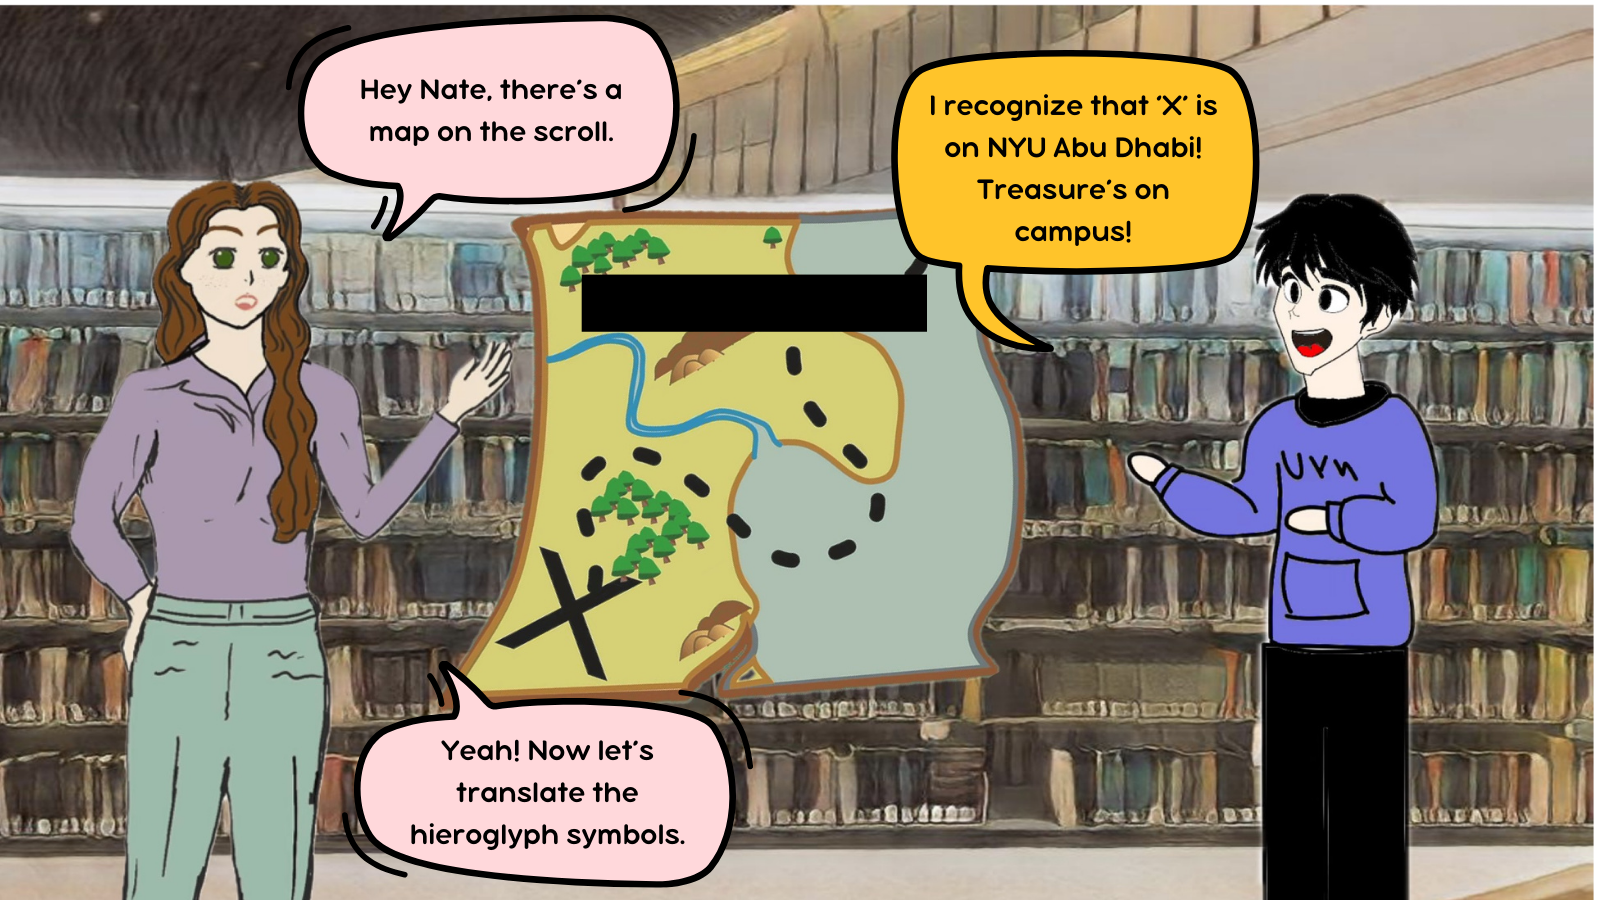 Hey Nate, there's a
map on the scroll.
I recognize that 'X' is
on NYU Abu Dhabi!
Treasure's on
campus!
Yeah! Now let's
translate the
hieroglyph symbols.